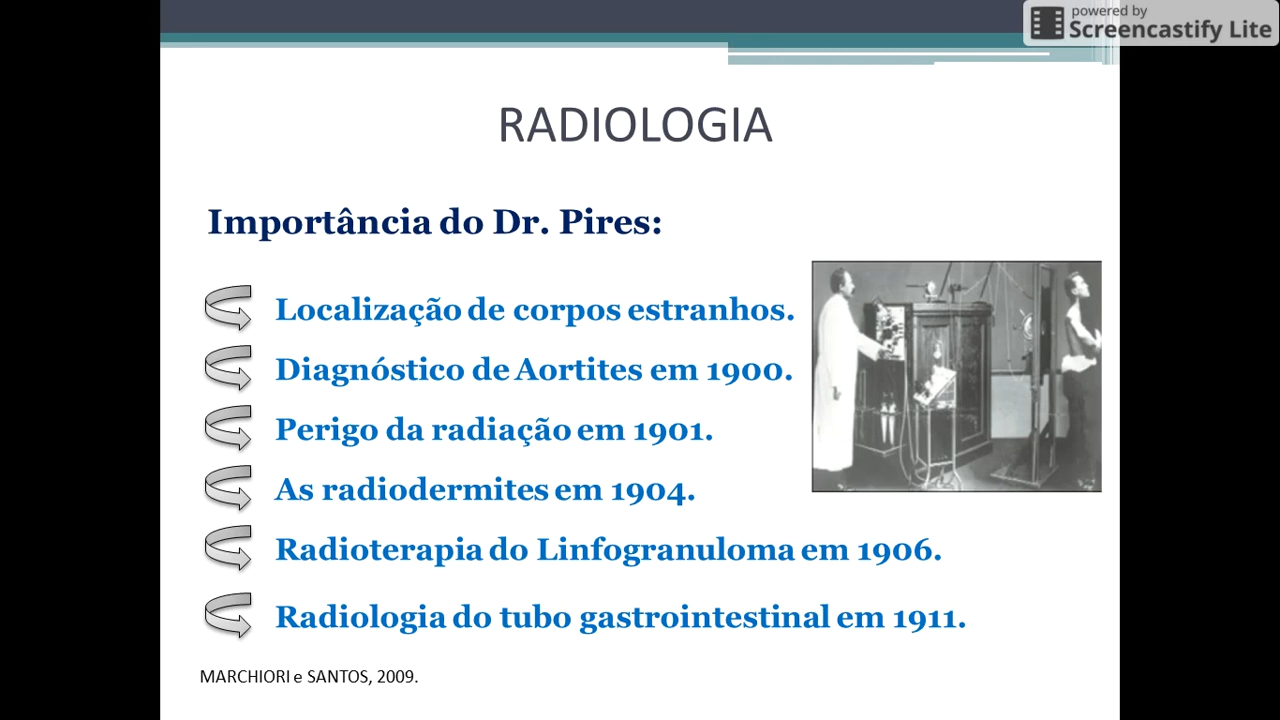 powered by
Screencastify Lite
RADIOLOGIA
Importância do Dr. Pires:
Localização de corpos estranhos.
Diagnóstico de Aortites em 1900.
Perigo da radiação em 1901.
As radiodermites em 1904.
Radioterapia do Linfogranuloma em 1906.
Radiologia do tubo gastrointestinal em 1911.
MARCHIORI e SANTOS, 2009.